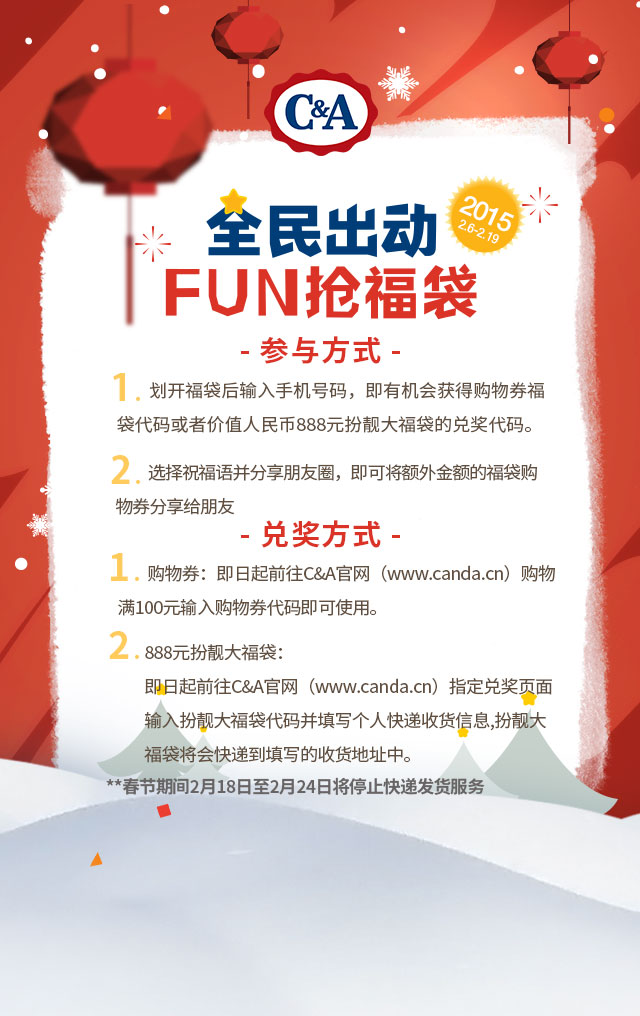 C&A
全民出动
2015
2.6-2.19
FUN抢福袋
- 参与方式 -
1. 划开福袋后输入手机号码，即有机会获得购物券福
袋代码或者价值人民币888元扮靓大福袋的兑奖代码。
2. 选择祝福语并分享朋友圈，即可将额外金额的福袋购
物券分享给朋友
- 兑奖方式 -
1. 购物券：即日起前往C&A官网（www.canda.cn）购物
满100元输入购物券代码即可使用。
2. 888元扮靓大福袋：
即日起前往C&A官网（www.canda.cn）指定兑奖页面
输入扮靓大福袋代码并填写个人快递收货信息,扮靓大
福袋将会快递到填写的收货地址中。
**春节期间2月18日至2月24日将停止快递发货服务